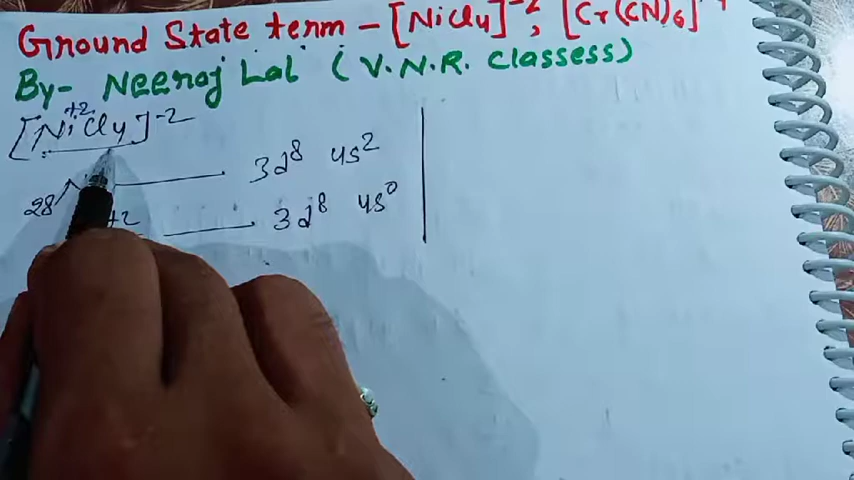 Ground State term - [NiCl4]-2, [Cr(CN)6]-4
By- Neeraj Lal (V.N.R. Classess)
[Ni+2Cl4]-2
28 3d8 4s2
+2 3d8 4s0